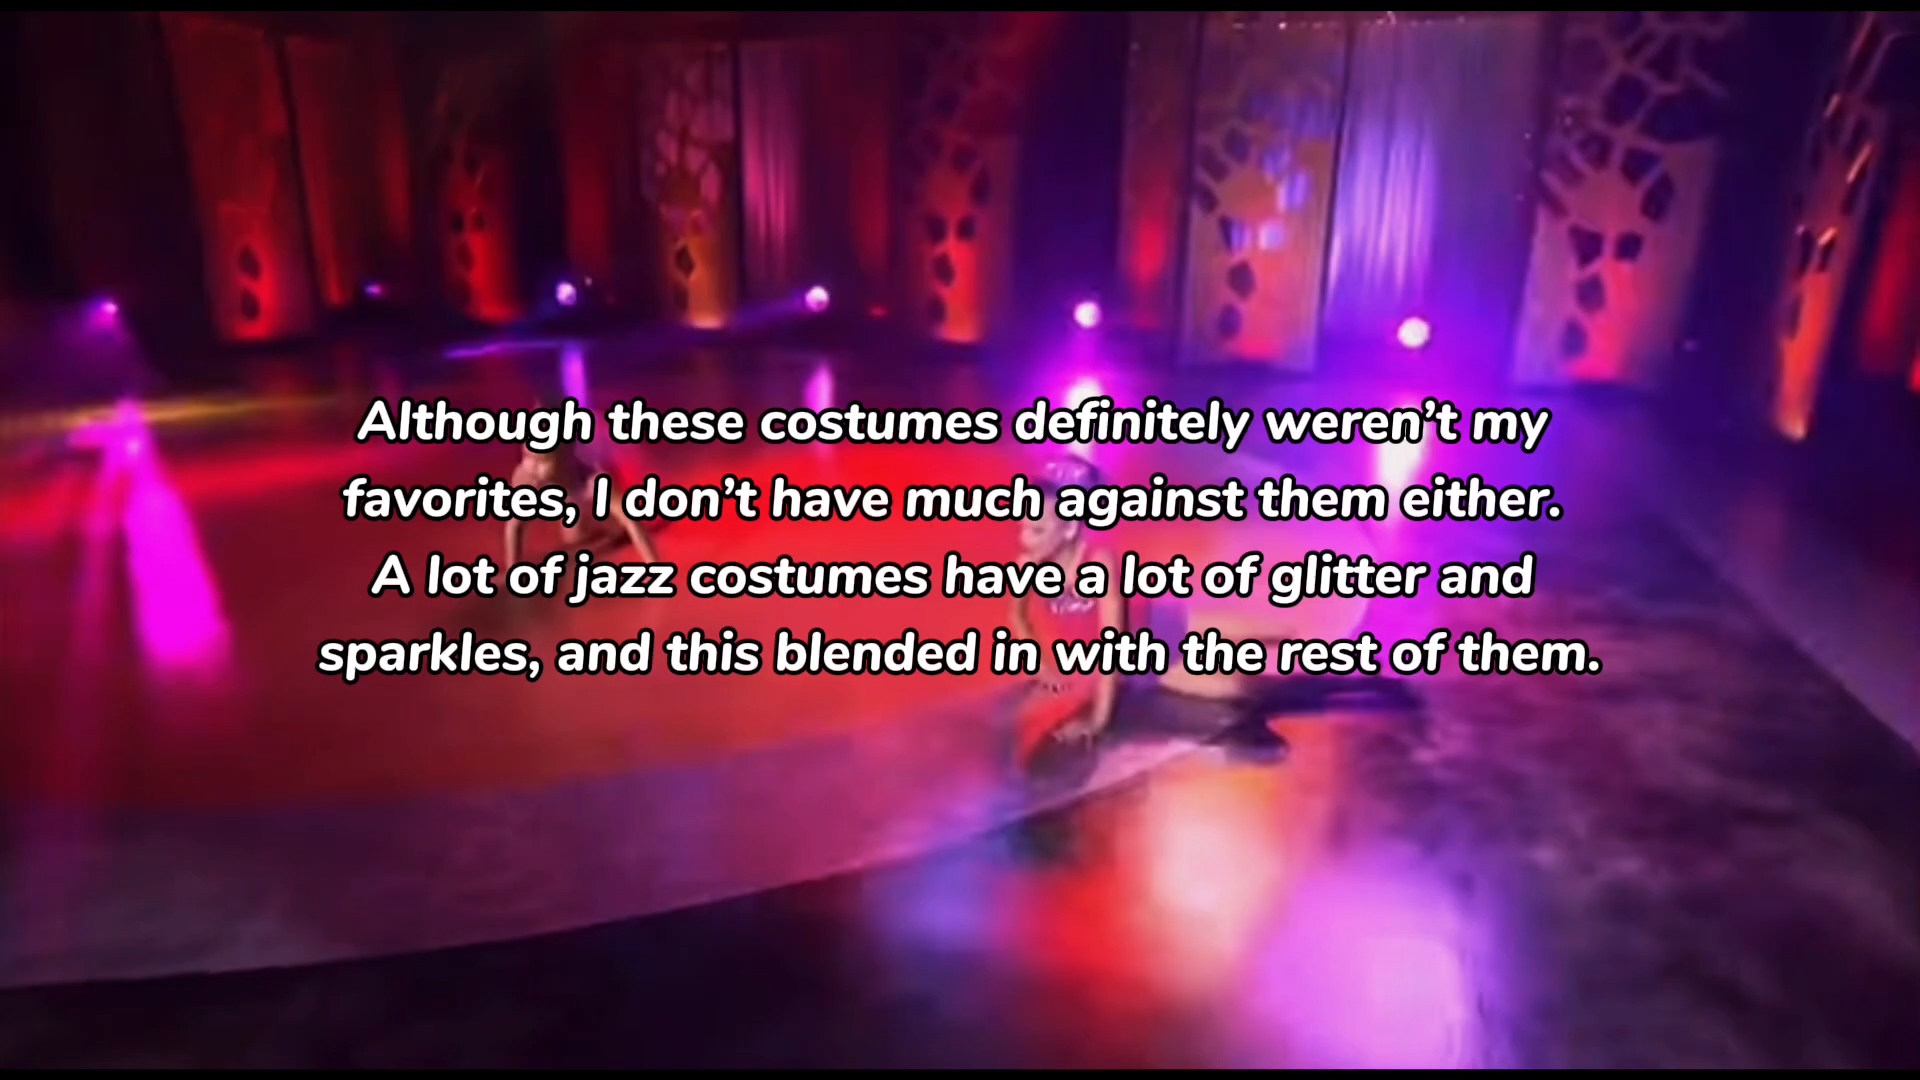 Although these costumes definitely weren’t my
favorites, I don’t have much against them either.
A lot of jazz costumes have a lot of glitter and
sparkles, and this blended in with the rest of them.